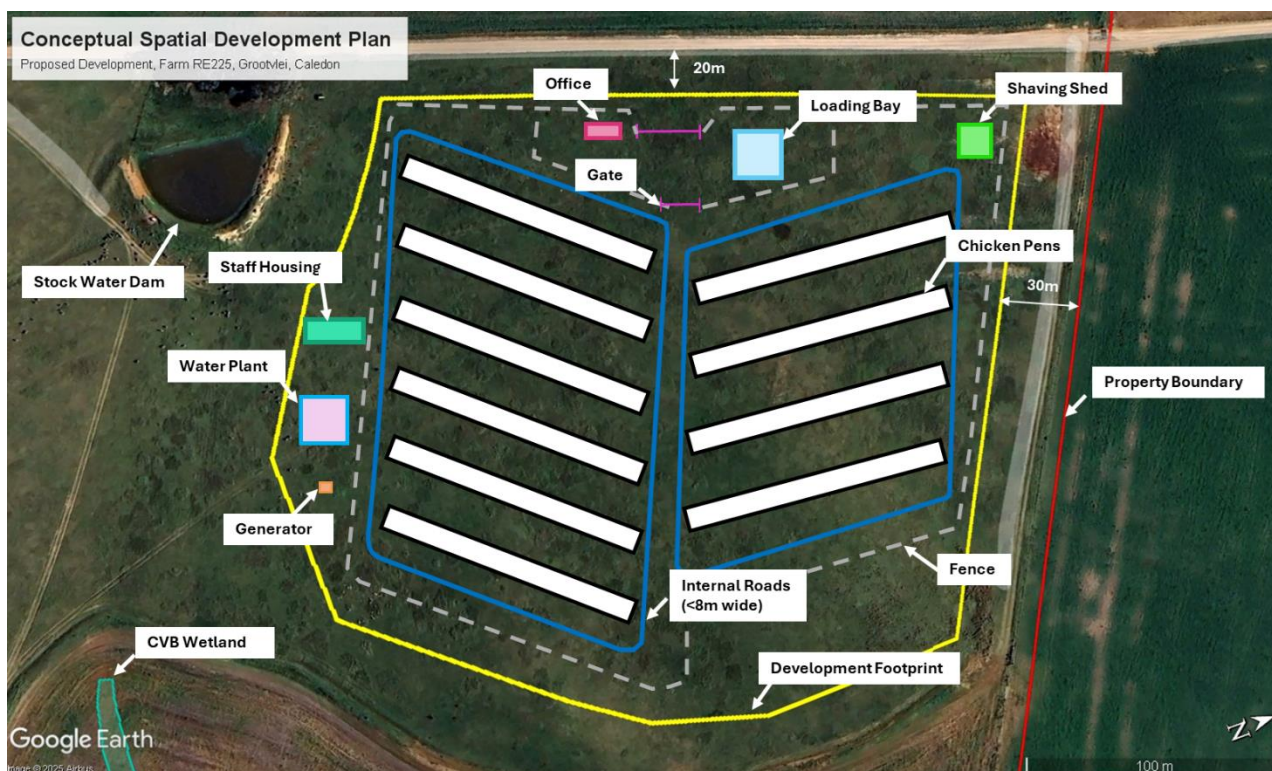 Conceptual Spatial Development Plan
Proposed Development, Farm RE225, Grootvlei, Caledon
20m
Office
Loading Bay
Shaving Shed
Gate
Chicken Pens
Stock Water Dam
Staff Housing
30m
Water Plant
Property Boundary
Generator
Fence
Internal Roads
(<8m wide)
CVB Wetland
Development Footprint
N
Google Earth
Image © 2025 Airbus
100 m